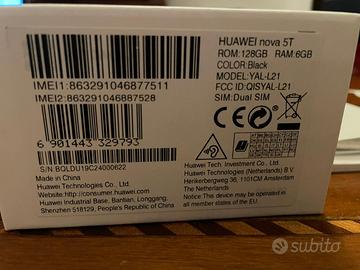 HUAWEI nova 5T
ROM:128GB RAM:6GB
COLOR:Black
MODEL:YAL-L21
FCC ID:QISYAL-L21
SIM:Dual SIM
IMEI1:863291046877511
IMEI2:863291046887528
6 901443 329793
S/N BQLDU19C24000622
Made in China
Huawei Technologies Co., Ltd.
http://consumer.huawei.com
Huawei Industrial Base, Bantian, Longgang,
Shenzhen 518129, People's Republic of China
Huawei Tech. Investment Co., Ltd.
Huawei Technologies (Netherlands) B.V.
Herikerbergweg 36, 1101CM Amsterdam
The Netherlands
Notice:This device may be operated in
all member states of the EU.
subito